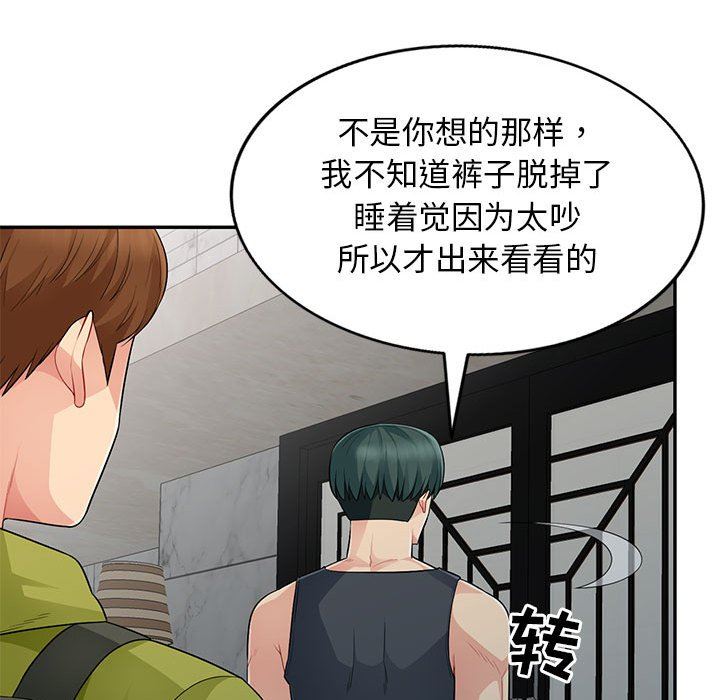 不是你想的那样，
我不知道裤子脱掉了
睡着觉因为太吵
所以才出来看看的
转